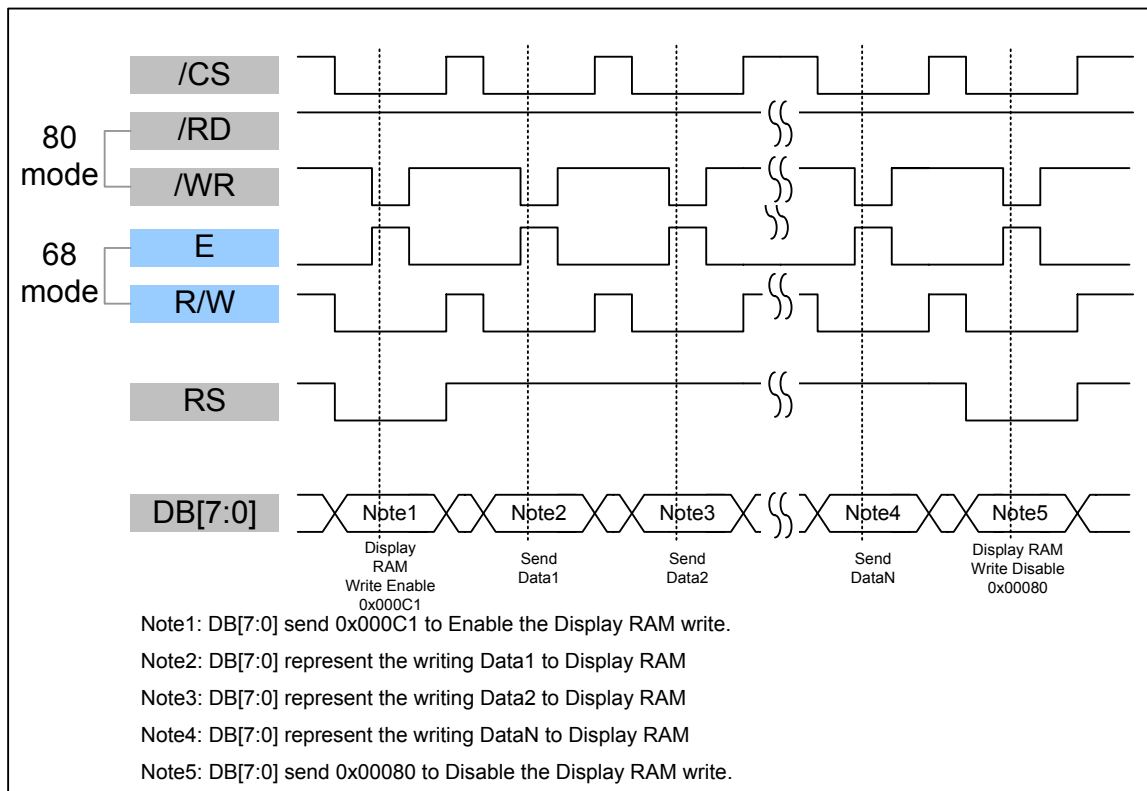 /CS
80
mode
/RD
/WR
68
mode
E
R/W
RS
DB[7:0]
Note1
Note2
Note3
Note4
Note5
Display
RAM
Write Enable
0x000C1
Send
Data1
Send
Data2
Send
DataN
Display RAM
Write Disable
0x00080
Note1: DB[7:0] send 0x000C1 to Enable the Display RAM write.
Note2: DB[7:0] represent the writing Data1 to Display RAM
Note3: DB[7:0] represent the writing Data2 to Display RAM
Note4: DB[7:0] represent the writing DataN to Display RAM
Note5: DB[7:0] send 0x00080 to Disable the Display RAM write.